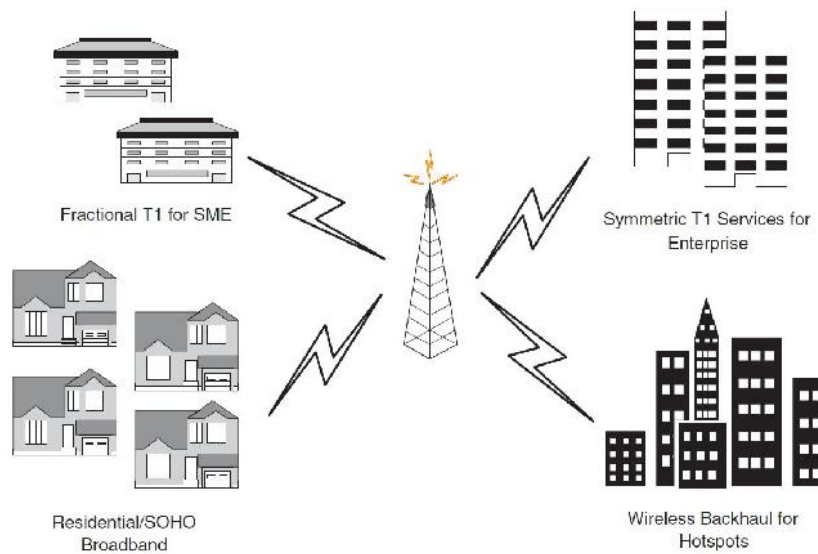 Fractional T1 for SME
Symmetric T1 Services for
Enterprise
Residential/SOHO
Broadband
Wireless Backhaul for
Hotspots